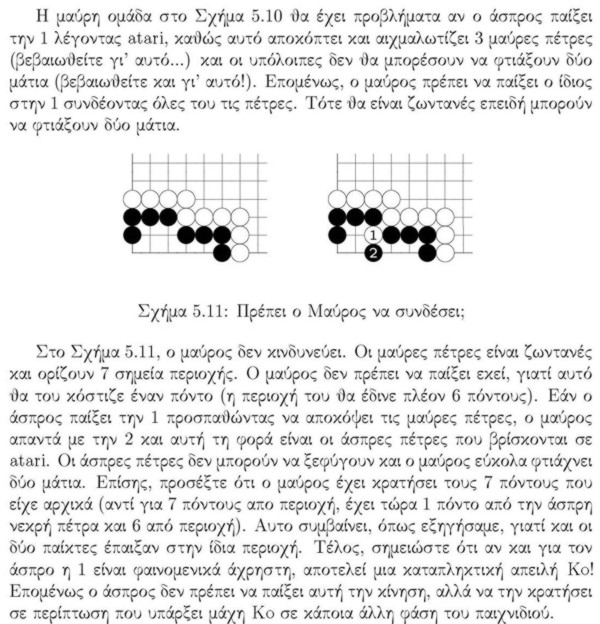 Η μαύρη ομάδα στο Σχήμα 5.10 θα έχει προβλήματα αν ο άσπρος παίξει
την 1 λέγοντας atari, καθώς αυτό αποκόπτει και αιχμαλωτίζει 3 μαύρες πέτρες
(βεβαιωθείτε γι' αυτό...) και οι υπόλοιπες δεν θα μπορέσουν να φτιάξουν δύο
μάτια (βεβαιωθείτε και γι' αυτό!). Επομένως, ο μαύρος πρέπει να παίξει ο ίδιος
στην 1 συνδέοντας όλες του τις πέτρες. Τότε θα είναι ζωντανές επειδή μπορούν
να φτιάξουν δύο μάτια.
1
2
Σχήμα 5.11: Πρέπει ο Μαύρος να συνδέσει;
Στο Σχήμα 5.11, ο μαύρος δεν κινδυνεύει. Οι μαύρες πέτρες είναι ζωντανές
και ορίζουν 7 σημεία περιοχής. Ο μαύρος δεν πρέπει να παίξει εκεί, γιατί αυτό
θα του κόστιζε έναν πόντο (η περιοχή του θα έδινε πλέον 6 πόντους). Εάν ο
άσπρος παίξει την 1 προσπαθώντας να αποκόψει τις μαύρες πέτρες, ο μαύρος
απαντά με την 2 και αυτή τη φορά είναι οι άσπρες πέτρες που βρίσκονται σε
atari. Οι άσπρες πέτρες δεν μπορούν να ξεφύγουν και ο μαύρος εύκολα φτιάχνει
δύο μάτια. Επίσης, προσέξτε ότι ο μαύρος έχει κρατήσει τους 7 πόντους που
είχε αρχικά (αντί για 7 πόντους απο περιοχή, έχει τώρα 1 πόντο από την άσπρη
νεκρή πέτρα και 6 από περιοχή). Αυτο συμβαίνει, όπως εξηγήσαμε, γιατί και οι
δύο παίκτες έπαιξαν στην ίδια περιοχή. Τέλος, σημειώστε ότι αν και για τον
άσπρο η 1 είναι φαινομενικά άχρηστη, αποτελεί μια καταπληκτική απειλή Ko!
Επομένως ο άσπρος δεν πρέπει να παίξει αυτή την κίνηση, αλλά να την κρατήσει
σε περίπτωση που υπάρξει μάχη Ko σε κάποια άλλη φάση του παιχνιδιού.